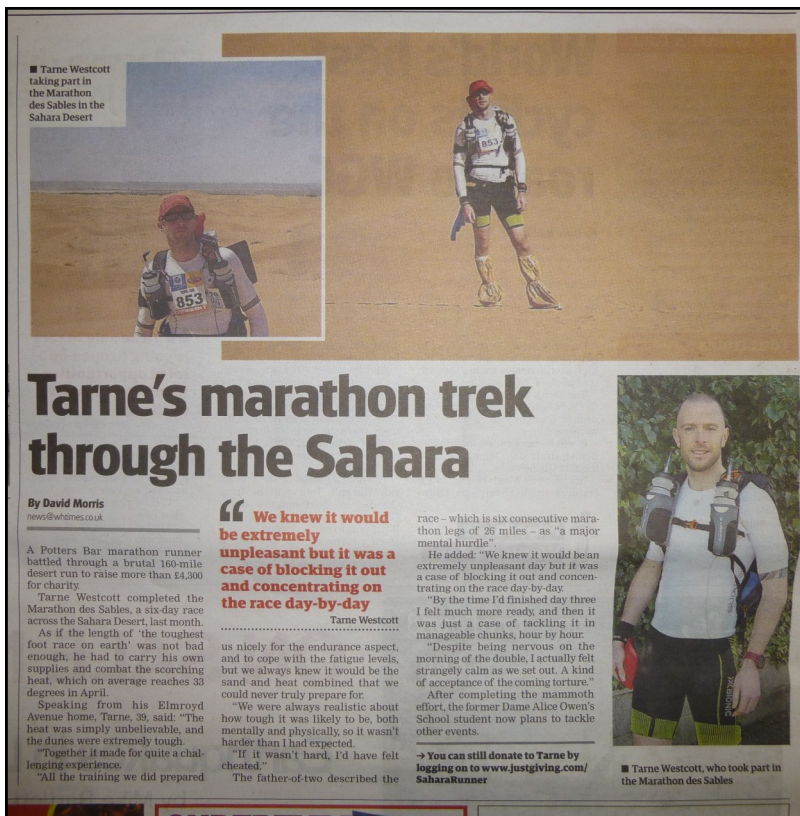 ■ Tarne Westcott
taking part in
the Marathon
des Sables in the
Sahara Desert
853
853
Tarne's marathon trek
through the Sahara
By David Morris
news@whtimes.co.uk
A Potters Bar marathon runner
battled through a brutal 160-mile
desert run to raise more than £4,300
for charity.
Tarne Westcott completed the
Marathon des Sables, a six-day race
across the Sahara Desert, last month.
As if the length of 'the toughest
foot race on earth' was not bad
enough, he had to carry his own
supplies and combat the scorching
heat, which on average reaches 33
degrees in April.
Speaking from his Elmroyd
Avenue home, Tarne, 39, said: "The
heat was simply unbelievable, and
the dunes were extremely tough.
"Together it made for quite a chal-
lenging experience.
"All the training we did prepared
“ We knew it would
be extremely
unpleasant but it was a
case of blocking it out
and concentrating on
the race day-by-day
Tarne Westcott
us nicely for the endurance aspect,
and to cope with the fatigue levels,
but we always knew it would be the
sand and heat combined that we
could never truly prepare for.
"We were always realistic about
how tough it was likely to be, both
mentally and physically, so it wasn't
harder than I had expected.
"If it wasn't hard, I'd have felt
cheated."
The father-of-two described the
race – which is six consecutive mara-
thon legs of 26 miles – as "a major
mental hurdle".
He added: "We knew it would be an
extremely unpleasant day but it was
a case of blocking it out and concen-
trating on the race day-by-day.
"By the time I'd finished day three
I felt much more ready, and then it
was just a case of tackling it in
manageable chunks, hour by hour.
"Despite being nervous on the
morning of the double, I actually felt
strangely calm as we set out. A kind
of acceptance of the coming torture."
After completing the mammoth
effort, the former Dame Alice Owen's
School student now plans to tackle
other events.
→ You can still donate to Tarne by
logging on to www.justgiving.com/
SaharaRunner
■ Tarne Westcott, who took part in
the Marathon des Sables